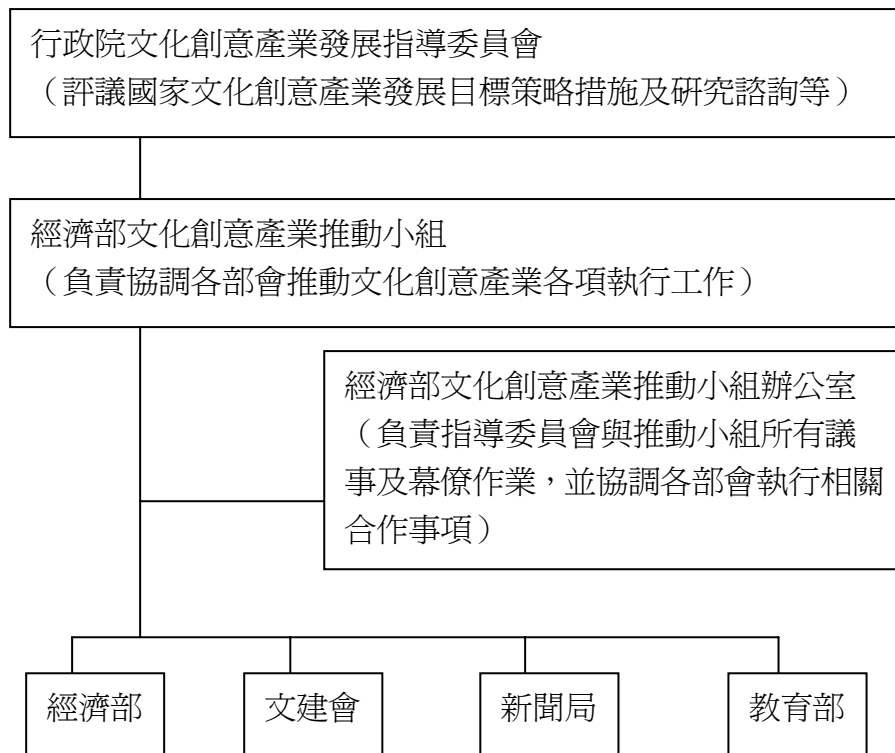 行政院文化創意產業發展指導委員會
（評議國家文化創意產業發展目標策略措施及研究諮詢等）
經濟部文化創意產業推動小組
（負責協調各部會推動文化創意產業各項執行工作）
經濟部文化創意產業推動小組辦公室
（負責指導委員會與推動小組所有議
事及幕僚作業，並協調各部會執行相關
合作事項）
經濟部
文建會
新聞局
教育部